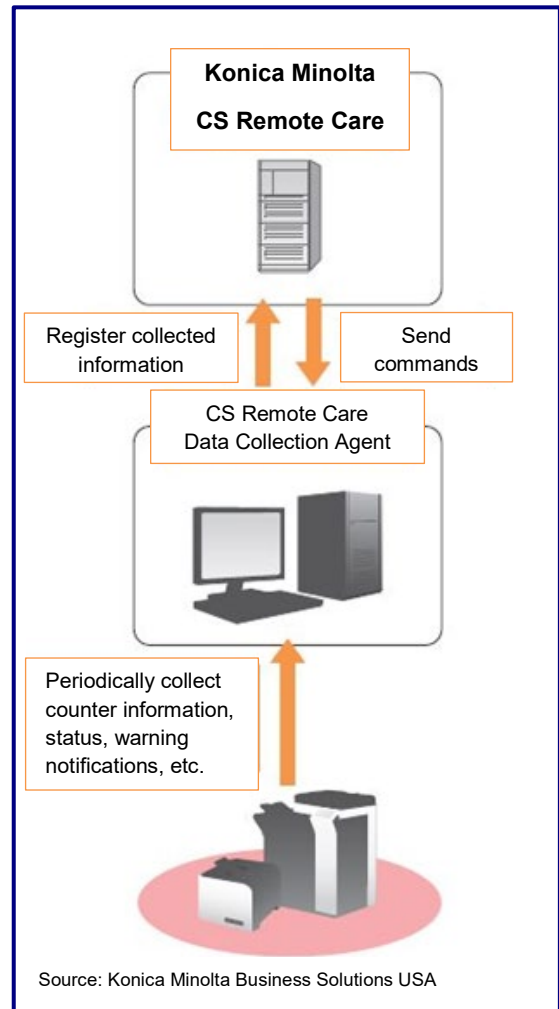 Konica Minolta
CS Remote Care
Register collected
information
Send
commands
CS Remote Care
Data Collection Agent
Periodically collect
counter information,
status, warning
notifications, etc.
Source: Konica Minolta Business Solutions USA